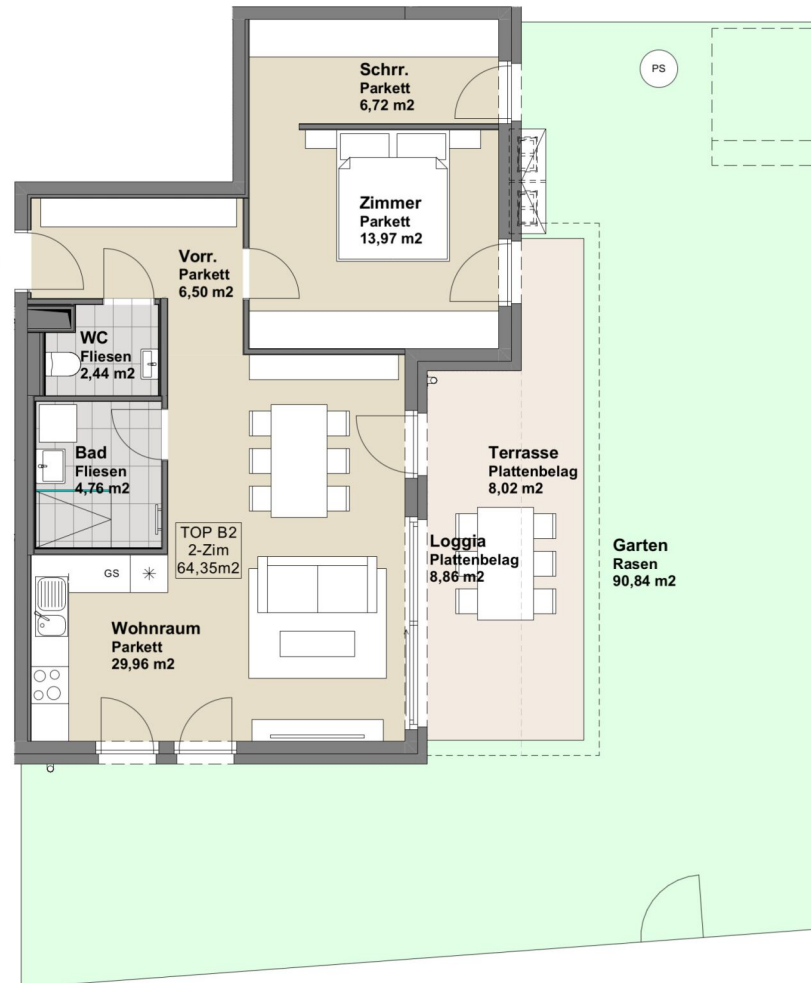 Schrr.
Parkett
6,72 m2
PS
Zimmer
Parkett
13,97 m2
Vorr.
Parkett
6,50 m2
WC
Fliesen
2,44 m2
Bad
Fliesen
4,76 m2
TOP B2
2-Zim
64,35m2
GS
Wohnraum
Parkett
29,96 m2
Terrasse
Plattenbelag
8,02 m2
Loggia
Plattenbelag
8,86 m2
Garten
Rasen
90,84 m2